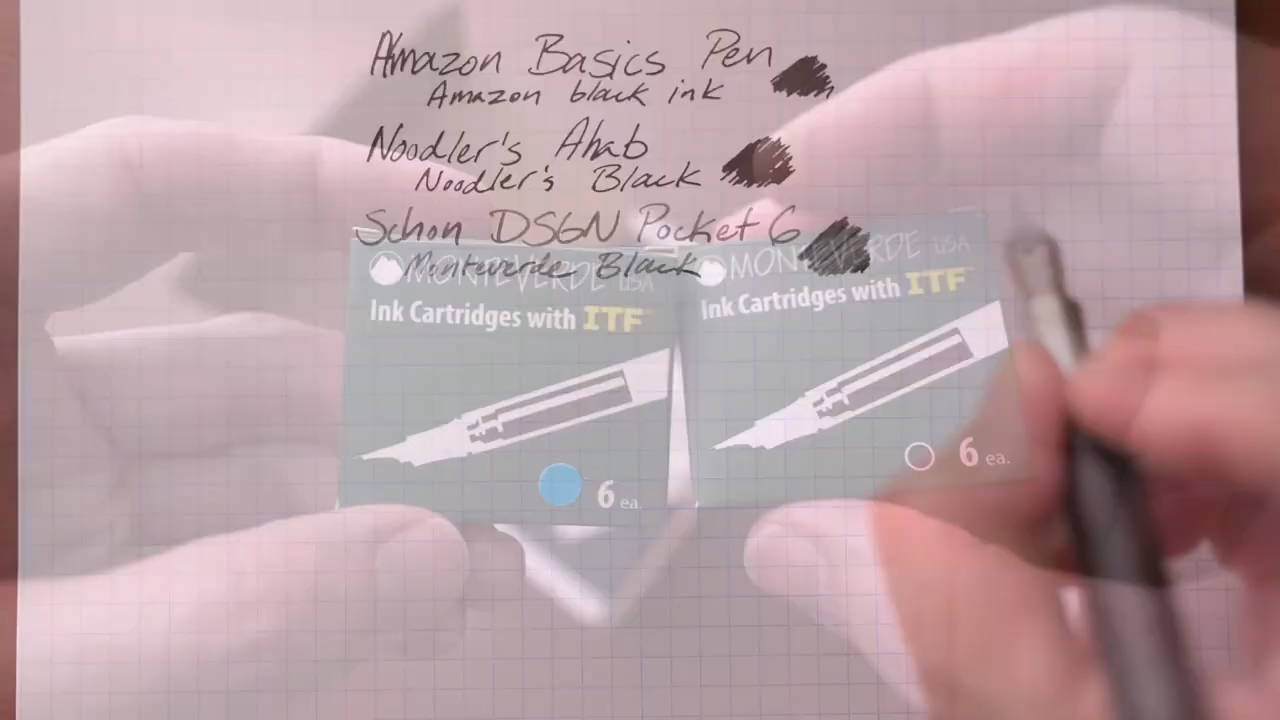 Amazon Basics Pen
Amazon black ink
Noodler's Ahab
Noodler's Black
Schon DSGN Pocket 6
Monteverde Black
MONTEVERDE USA
Ink Cartridges with ITF
6 ea.
MONTEVERDE USA
Ink Cartridges with ITF
6 ea.